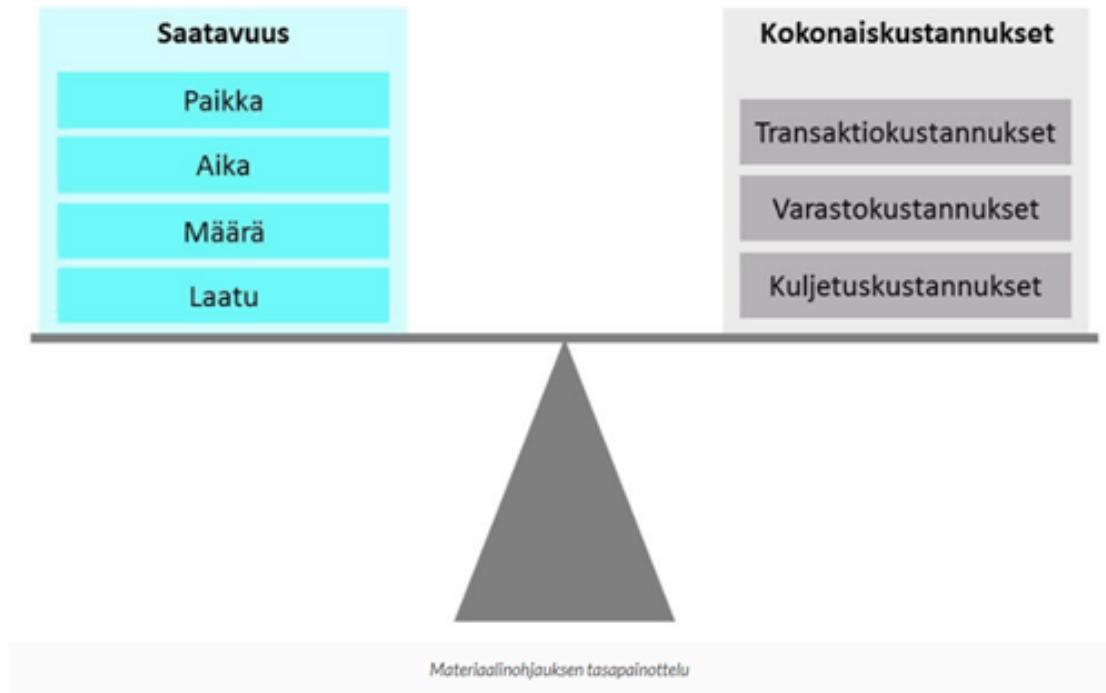 Saatavuus
Paikka
Aika
Määrä
Laatu
Kokonaiskustannukset
Transaktiokustannukset
Varastokustannukset
Kuljetuskustannukset
Materiaalinohjauksen tasapainottelu